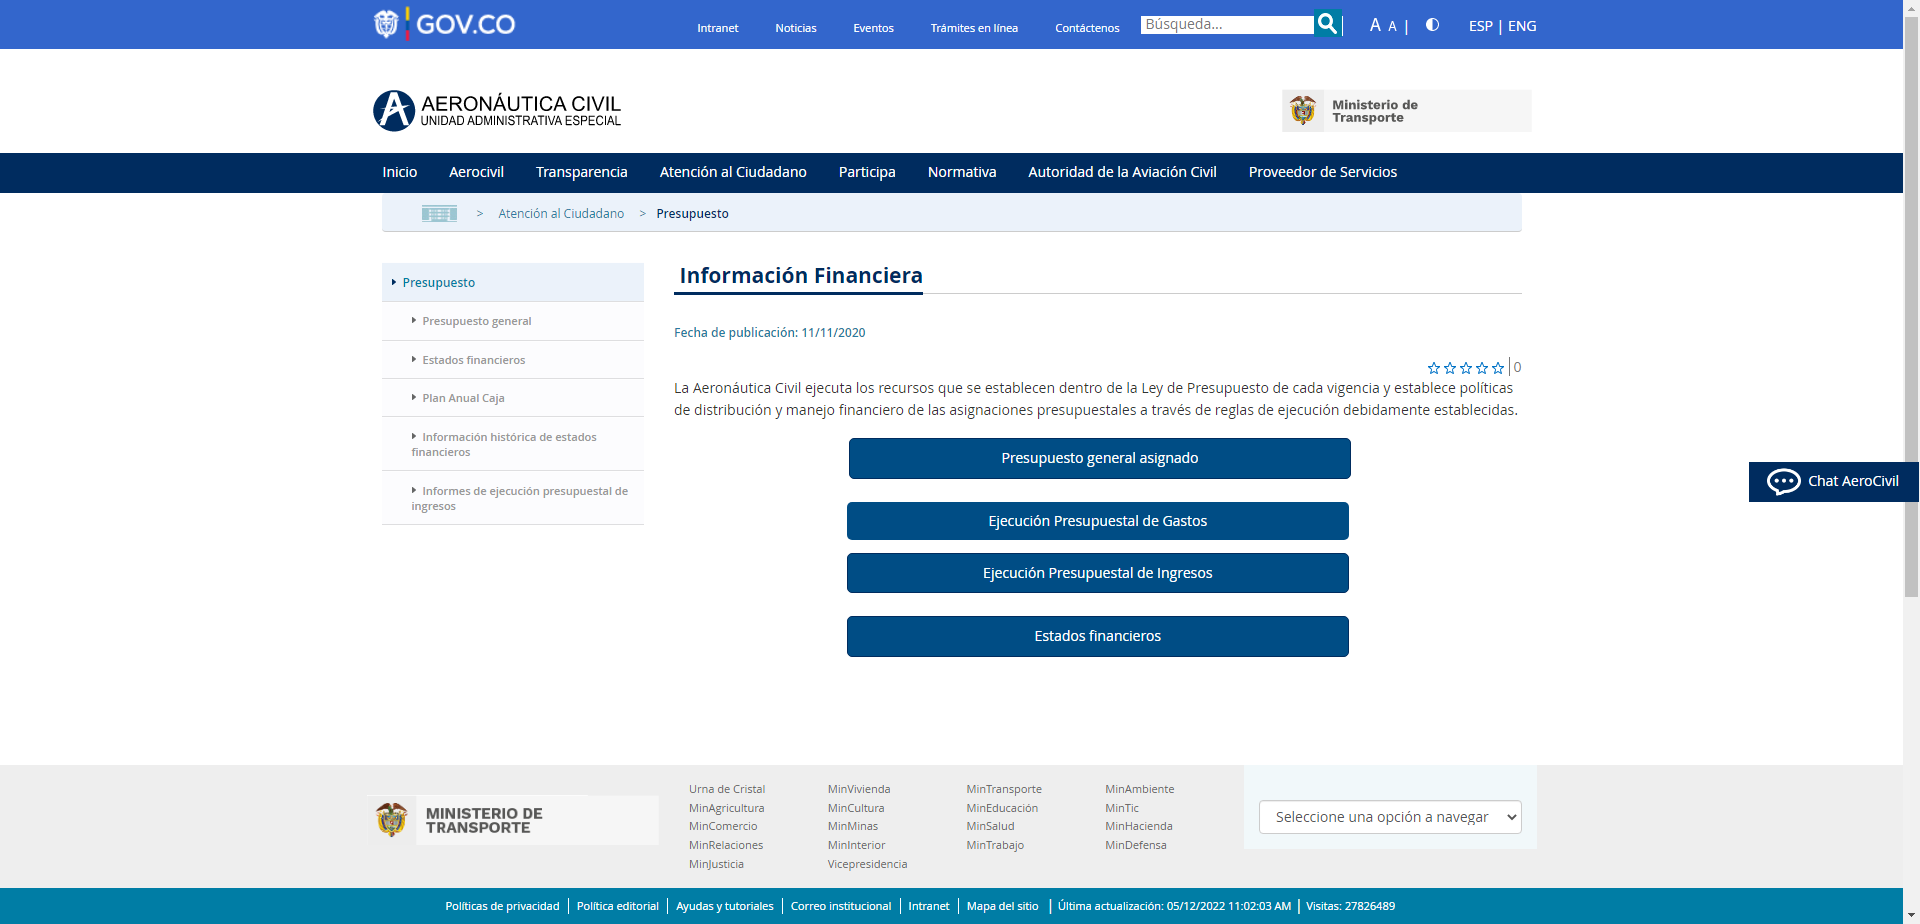 GOV.CO
Intranet
Noticias
Eventos
Trámites en línea
Contáctenos
Búsqueda...
A A |
ESP | ENG
AERONÁUTICA CIVIL
UNIDAD ADMINISTRATIVA ESPECIAL
Ministerio de
Transporte
Inicio
Aerocivil
Transparencia
Atención al Ciudadano
Participa
Normativa
Autoridad de la Aviación Civil
Proveedor de Servicios
> Atención al Ciudadano > Presupuesto
Presupuesto
Presupuesto general
Estados financieros
Plan Anual Caja
Información histórica de estados
financieros
Informes de ejecución presupuestal de
ingresos
Información Financiera
Fecha de publicación: 11/11/2020
0
La Aeronáutica Civil ejecuta los recursos que se establecen dentro de la Ley de Presupuesto de cada vigencia y establece políticas
de distribución y manejo financiero de las asignaciones presupuestales a través de reglas de ejecución debidamente establecidas.
Presupuesto general asignado
Ejecución Presupuestal de Gastos
Ejecución Presupuestal de Ingresos
Estados financieros
Chat AeroCivil
MINISTERIO DE
TRANSPORTE
Urna de Cristal
MinAgricultura
MinComercio
MinRelaciones
MinJusticia
MinVivienda
MinCultura
MinMinas
MinInterior
Vicepresidencia
MinTransporte
MinEducación
MinSalud
MinTrabajo
MinAmbiente
MinTic
MinHacienda
MinDefensa
Seleccione una opción a navegar
Políticas de privacidad | Política editorial | Ayudas y tutoriales | Correo institucional | Intranet | Mapa del sitio | Última actualización: 05/12/2022 11:02:03 AM | Visitas: 27826489